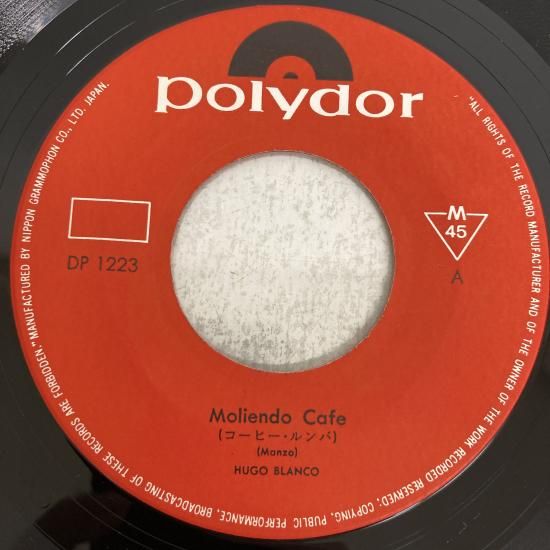 polydor
DP 1223
M
45
A
Moliendo Cafe
(コーヒー・ルンバ)
(Manzo)
HUGO BLANCO
"ALL RIGHTS OF THE RECORD MANUFACTURER AND OF THE OWNER OF THE WORK RECORDED RESERVED; COPYING, PUBLIC PERFORMANCE, BROADCASTING OF THESE RECORDS ARE FORBIDDEN." MANUFACTURED BY NIPPON GRAMMOPHON CO., LTD. JAPAN.